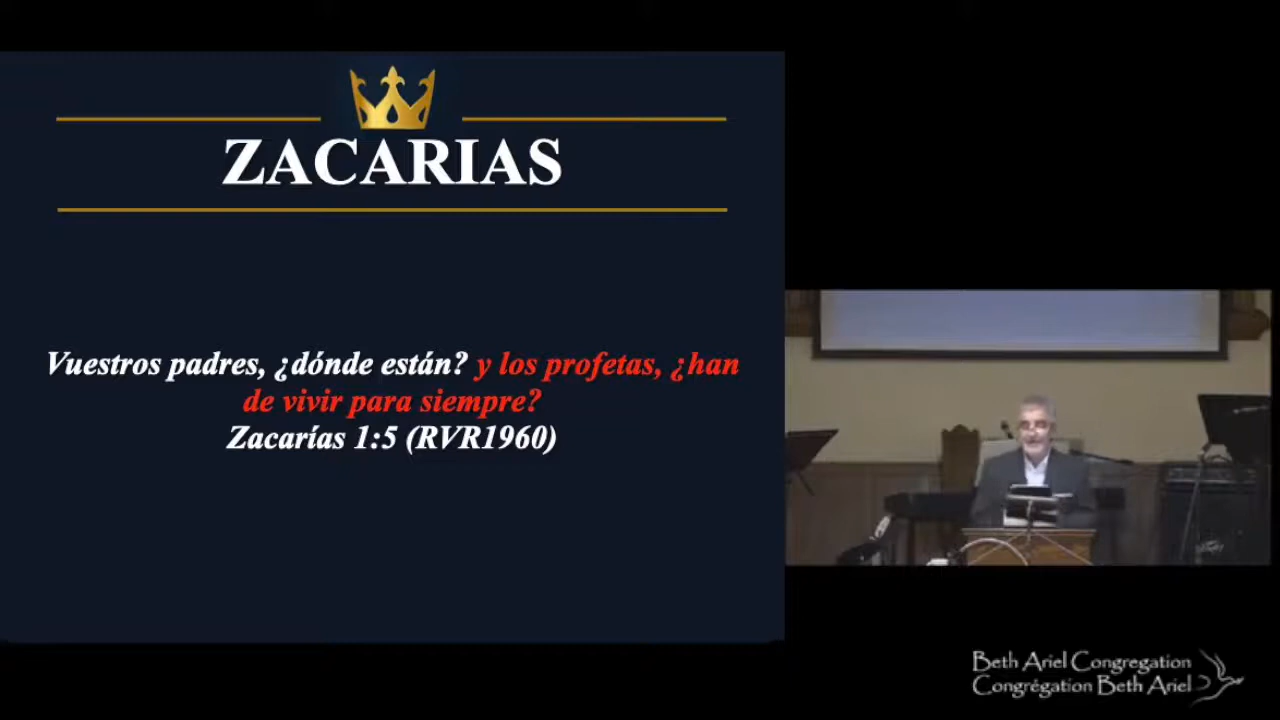 ZACARIAS
Vuestros padres, ¿dónde están? y los profetas, ¿han
de vivir para siempre?
Zacarías 1:5 (RVR1960)
Beth Ariel Congregation
Congrégation Beth Ariel